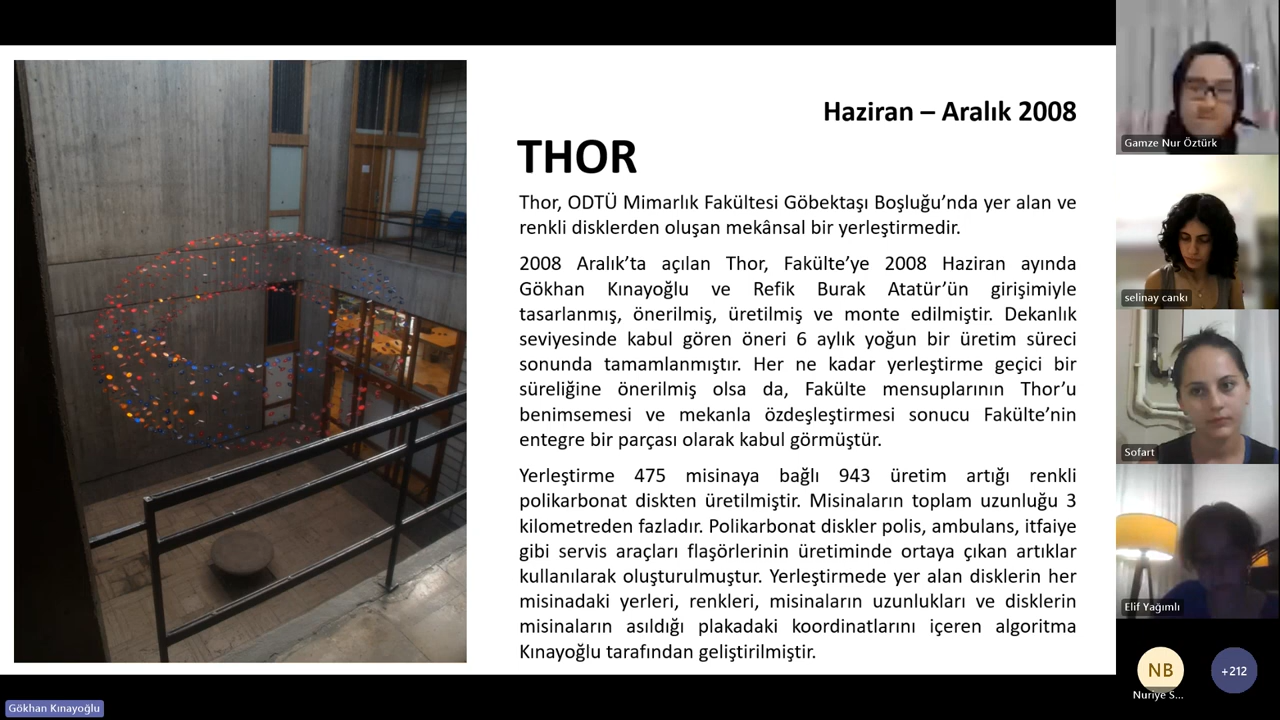 Haziran – Aralık 2008
THOR
Thor, ODTÜ Mimarlık Fakültesi Göbektaşı Boşluğu’nda yer alan ve
renkli disklerden oluşan mekânsal bir yerleştirmedir.
2008 Aralık’ta açılan Thor, Fakülte’ye 2008 Haziran ayında
Gökhan Kınayoğlu ve Refik Burak Atatür’ün girişimiyle
tasarlanmış, önerilmiş, üretilmiş ve monte edilmiştir. Dekanlık
seviyesinde kabul gören öneri 6 aylık yoğun bir üretim süreci
sonunda tamamlanmıştır. Her ne kadar yerleştirme geçici bir
süreliğine önerilmiş olsa da, Fakülte mensuplarının Thor’u
benimsemesi ve mekanla özdeşleştirmesi sonucu Fakülte’nin
entegre bir parçası olarak kabul görmüştür.
Yerleştirme 475 misinaya bağlı 943 üretim artığı renkli
polikarbonat diskten üretilmiştir. Misinaların toplam uzunluğu 3
kilometreden fazladır. Polikarbonat diskler polis, ambulans, itfaiye
gibi servis araçları flaşörlerinin üretiminde ortaya çıkan artıklar
kullanılarak oluşturulmuştur. Yerleştirmede yer alan disklerin her
misinadaki yerleri, renkleri, misinaların uzunlukları ve disklerin
misinaların asıldığı plakadaki koordinatlarını içeren algoritma
Kınayoğlu tarafından geliştirilmiştir.
Gamze Nur Öztürk
selinay cankı
Sofart
Elif Yağımlı
NB
Nuriye S...
+212
Gökhan Kınayoğlu